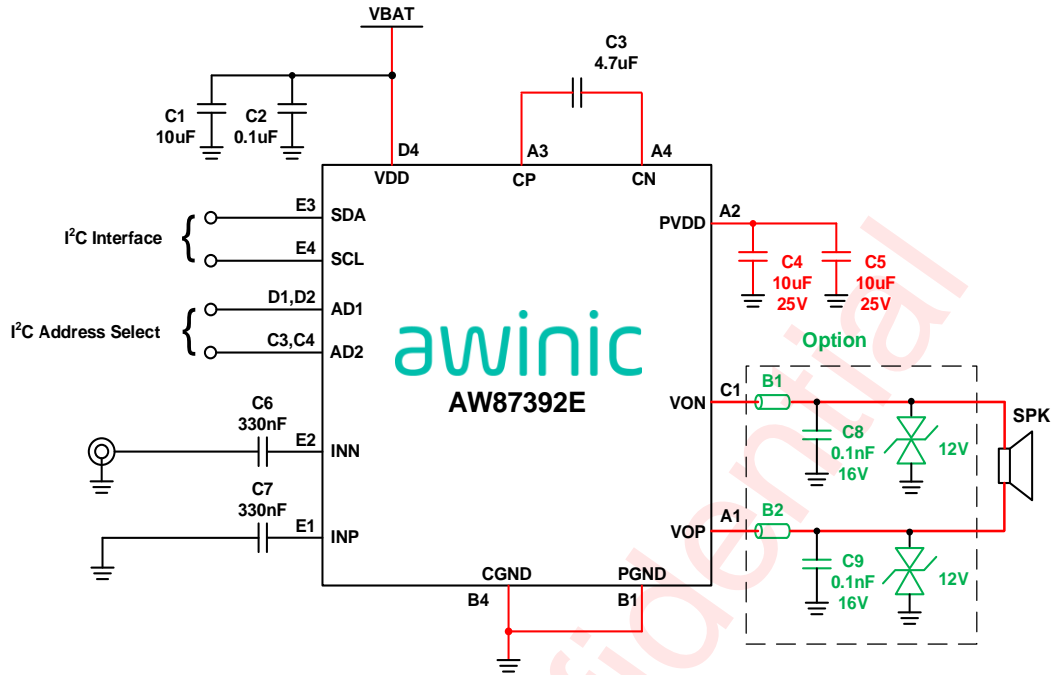 VBAT
C3
4.7uF
C1
10uF
C2
0.1uF
D4
A3
A4
VDD
CP
CN
I²C Interface
{
E3
SDA
E4
SCL
PVDD
A2
C4
10uF
25V
C5
10uF
25V
I²C Address Select
{
D1,D2
AD1
C3,C4
AD2
awinic
AW87392E
Option
C6
330nF
E2
INN
C7
330nF
E1
INP
VON
C1
B1
C8
0.1nF
16V
12V
SPK
VOP
A1
B2
C9
0.1nF
16V
12V
CGND
PGND
B4
B1
fidential